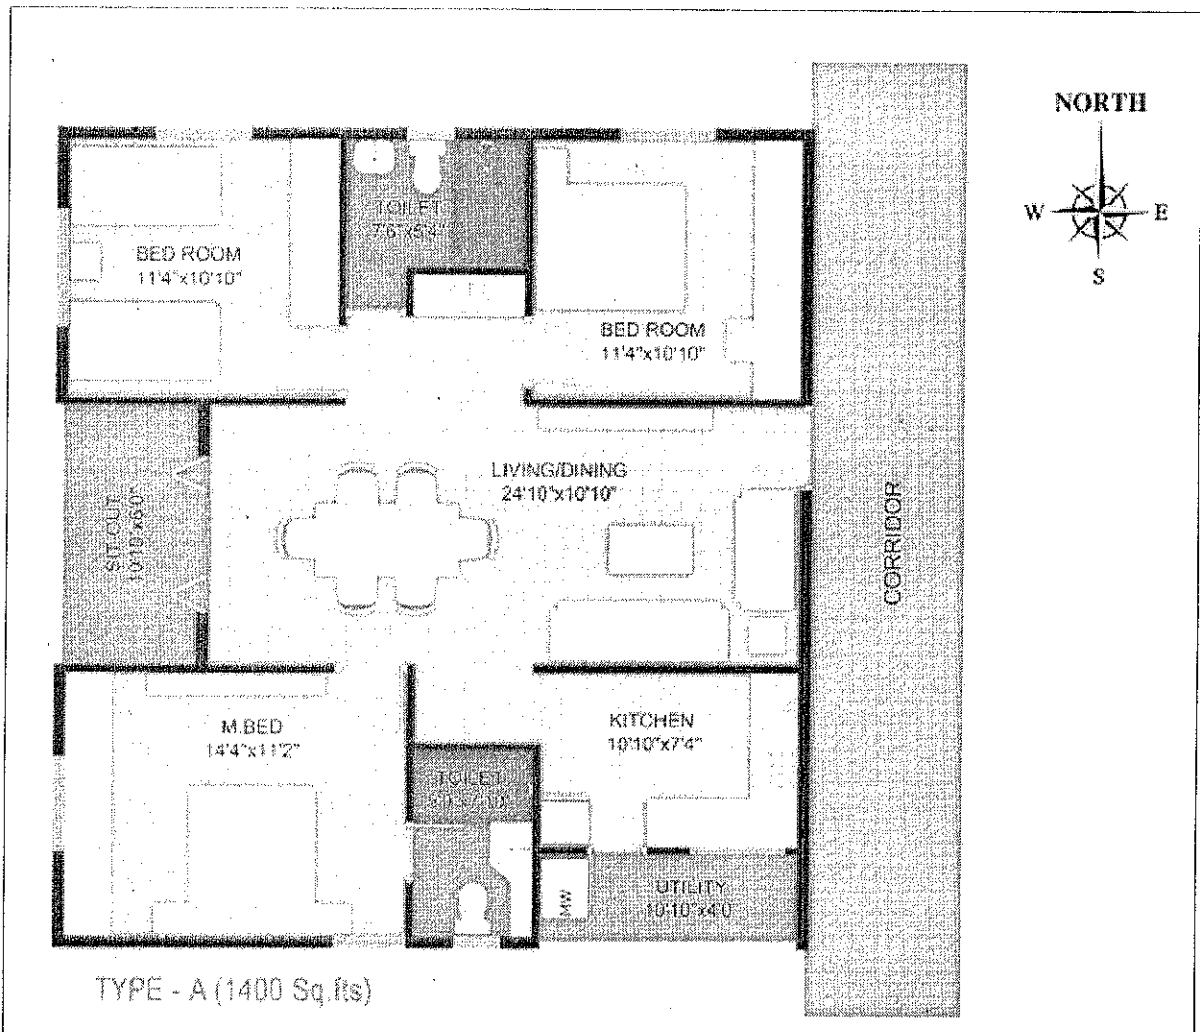 NORTH
W
E
S
TOILET
BED ROOM
11'4"x10'10"
BED ROOM
11'4"x10'10"
LIVING/DINING
24'10"x10'10"
SIT OUT
CORRIDOR
M.BED
14'4"x11'2"
KITCHEN
10'10"x7'4"
TOILET
UTILITY
10'10"x4'0
MW
TYPE - A (1400 Sq.fts)